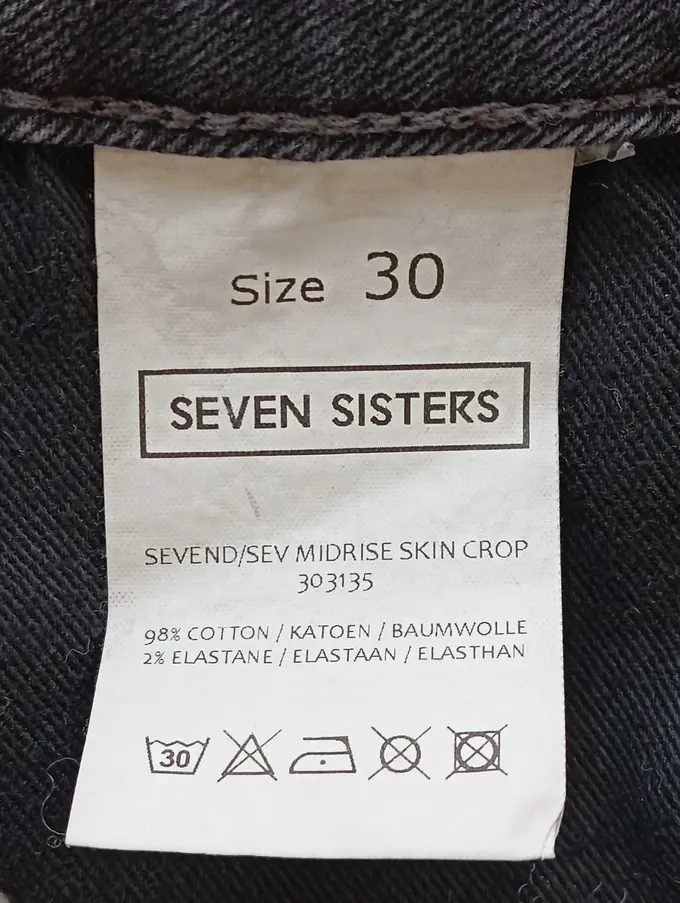 Size 30
SEVEN SISTERS
SEVEND/SEV MIDRISE SKIN CROP
303135
98% COTTON / KATOEN / BAUMWOLLE
2% ELASTANE / ELASTAAN / ELASTHAN
30